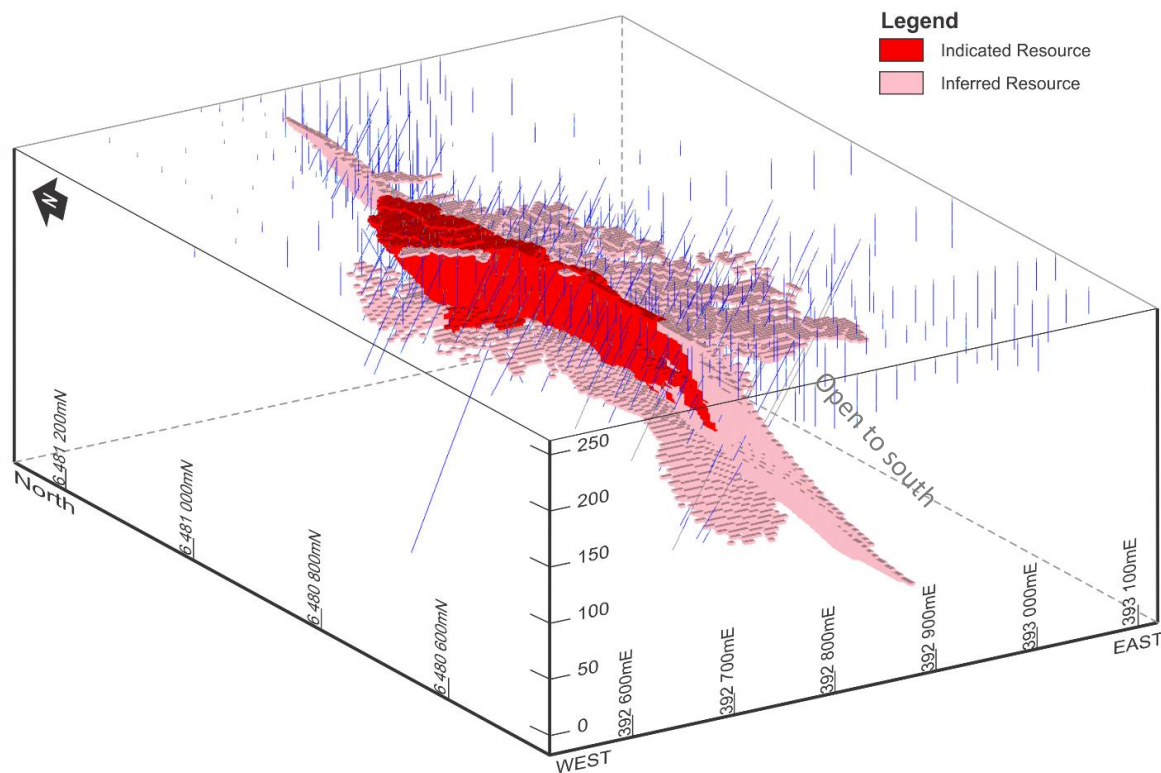 Legend
Indicated Resource
Inferred Resource
N
Open to south
250
200
150
100
50
0
North
6 481 200mN
6 481 000mN
6 480 800mN
6 480 600mN
WEST
392 600mE
392 700mE
392 800mE
392 900mE
393 000mE
393 100mE
EAST